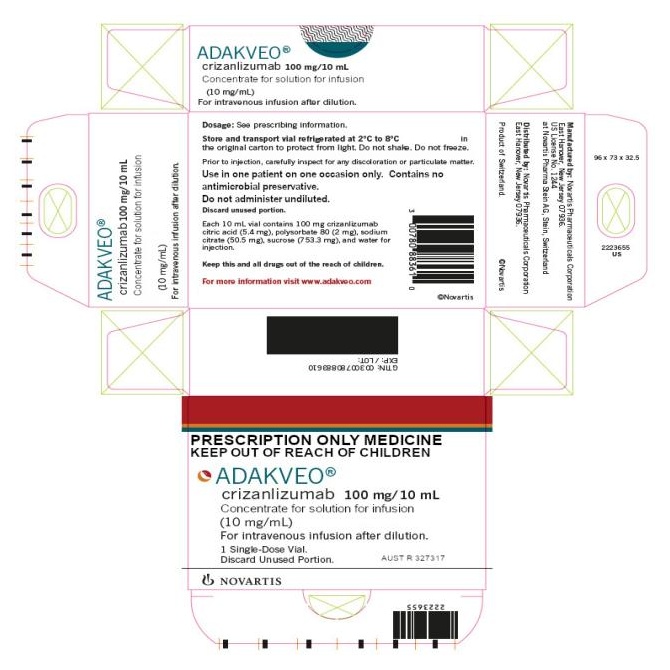 ADAKVEO®
crizanlizumab 100 mg/10 mL
Concentrate for solution for infusion
(10 mg/mL)
For intravenous infusion after dilution.
ADAKVEO®
crizanlizumab 100 mg/10 mL
Concentrate for solution for infusion
(10 mg/mL)
For intravenous infusion after dilution.
Dosage: See prescribing information.
Store and transport vial refrigerated at 2°C to 8°C in
the original carton to protect from light. Do not shake. Do not freeze.
Prior to injection, carefully inspect for any discoloration or particulate matter.
Use in one patient on one occasion only. Contains no
antimicrobial preservative.
Do not administer undiluted.
Discard unused portion.
Each 10 mL vial contains 100 mg crizanlizumab
citric acid (5.4 mg), polysorbate 80 (2 mg), sodium
citrate (50.5 mg), sucrose (753.3 mg), and water for
injection.
Keep this and all drugs out of the reach of children.
For more information visit www.adakveo.com
3 00780 88361 0
©Novartis
Manufactured by: Novartis Pharmaceuticals Corporation
East Hanover, New Jersey 07936.
US License No. 1244
at Novartis Pharma Stein AG, Stein, Switzerland
Distributed by: Novartis Pharmaceuticals Corporation
East Hanover, New Jersey 07936.
Product of Switzerland.
©Novartis
96 x 73 x 32.5
2223655
US
GTIN: 00300780883610
EXP: / LOT:
PRESCRIPTION ONLY MEDICINE
KEEP OUT OF REACH OF CHILDREN
ADAKVEO®
crizanlizumab 100 mg/10 mL
Concentrate for solution for infusion
(10 mg/mL)
For intravenous infusion after dilution.
1 Single-Dose Vial.
Discard Unused Portion.
AUST R 327317
NOVARTIS
2223655